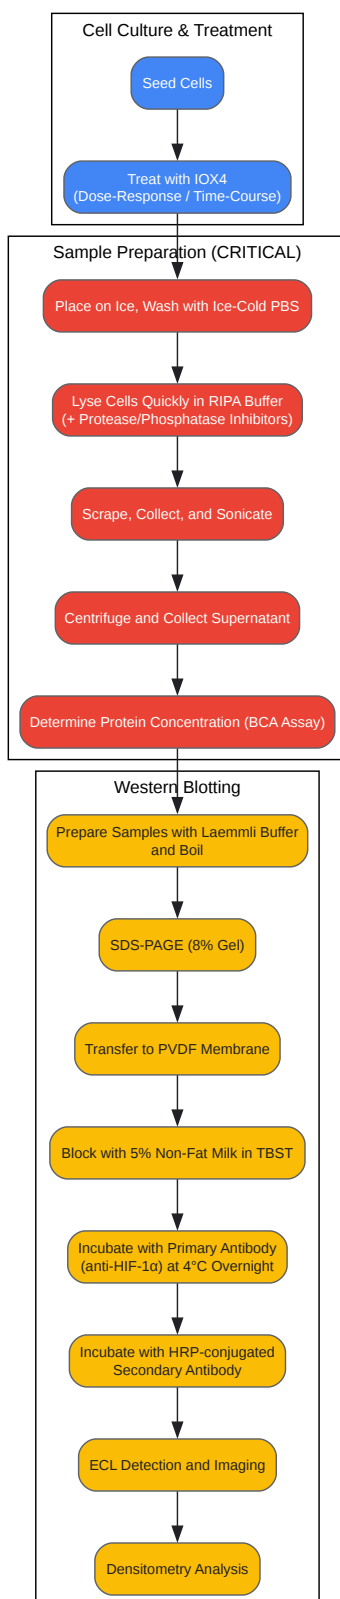 Cell Culture & Treatment
Seed Cells
Treat with IOX4
(Dose-Response / Time-Course)
Sample Preparation (CRITICAL)
Place on Ice, Wash with Ice-Cold PBS
Lyse Cells Quickly in RIPA Buffer
(+ Protease/Phosphatase Inhibitors)
Scrape, Collect, and Sonicate
Centrifuge and Collect Supernatant
Determine Protein Concentration (BCA Assay)
Western Blotting
Prepare Samples with Laemmli Buffer
and Boil
SDS-PAGE (8% Gel)
Transfer to PVDF Membrane
Block with 5% Non-Fat Milk in TBST
Incubate with Primary Antibody
(anti-HIF-1α) at 4°C Overnight
Incubate with HRP-conjugated
Secondary Antibody
ECL Detection and Imaging
Densitometry Analysis